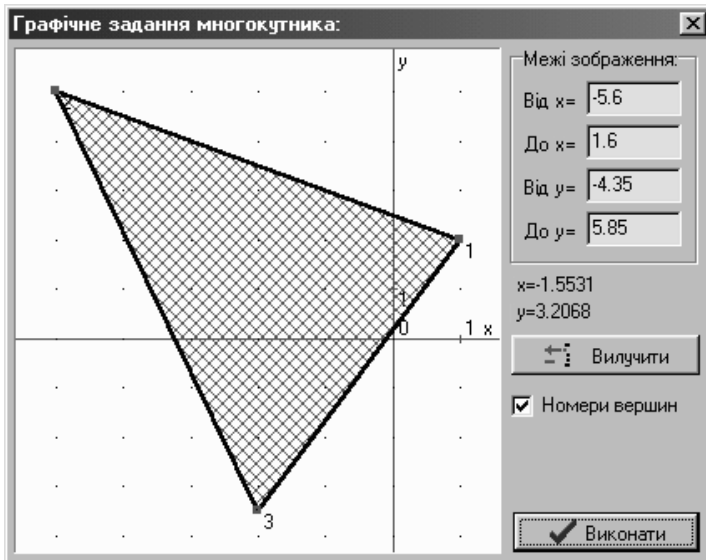 Графічне задання многокутника:
y
1
1
0
1 x
3
Межі зображення:
Від x= -5.6
До x= 1.6
Від y= -4.35
До y= 5.85
x=-1.5531
y=3.2068
Вилучити
Номери вершин
Виконати